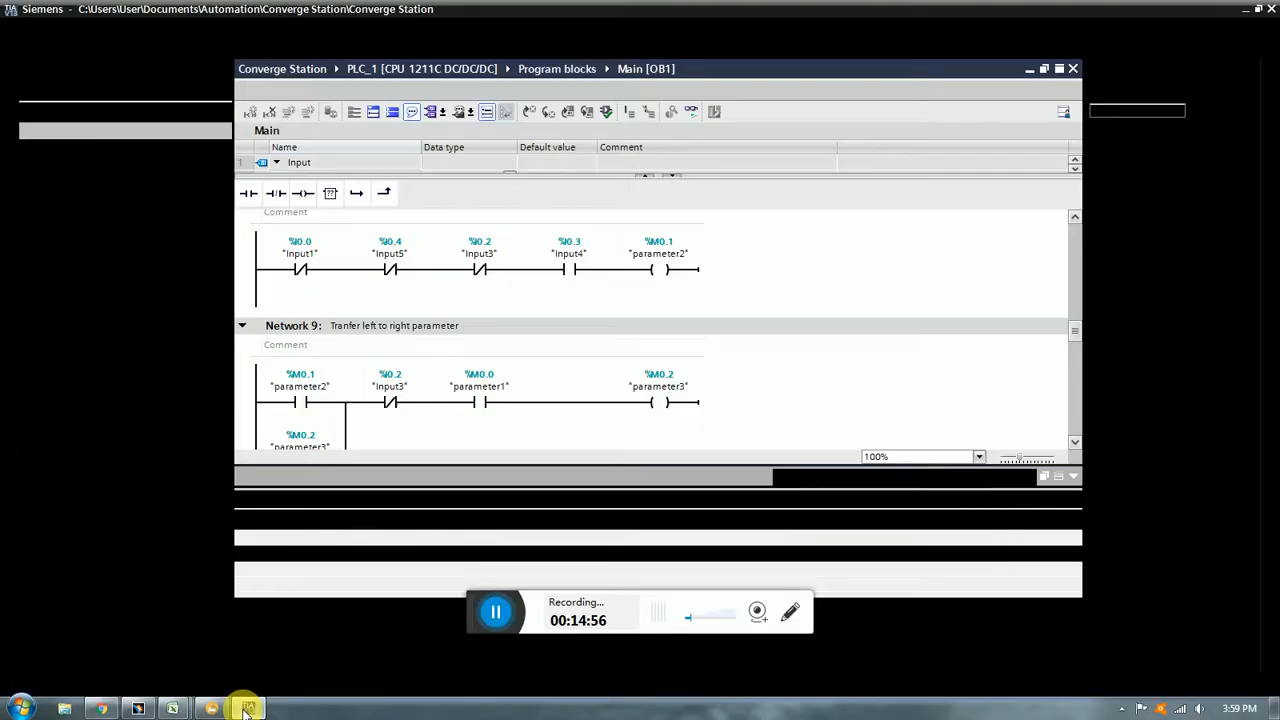 Siemens - C:\Users\User\Documents\Automation\Converge Station\Converge Station
Converge Station ▸ PLC_1 [CPU 1211C DC/DC/DC] ▸ Program blocks ▸ Main [OB1]
Main
Name Data type Default value Comment
1 Input
Comment
%I0.0 %I0.4 %I0.2 %I0.3 %M0.1
"Input1" "Input5" "Input3" "Input4" "parameter2"
Network 9: Tranfer left to right parameter
Comment
%M0.1 %I0.2 %M0.0 %M0.2
"parameter2" "Input3" "parameter1" "parameter3"
%M0.2
"parameter3"
100%
Recording...
00:14:56
3:59 PM